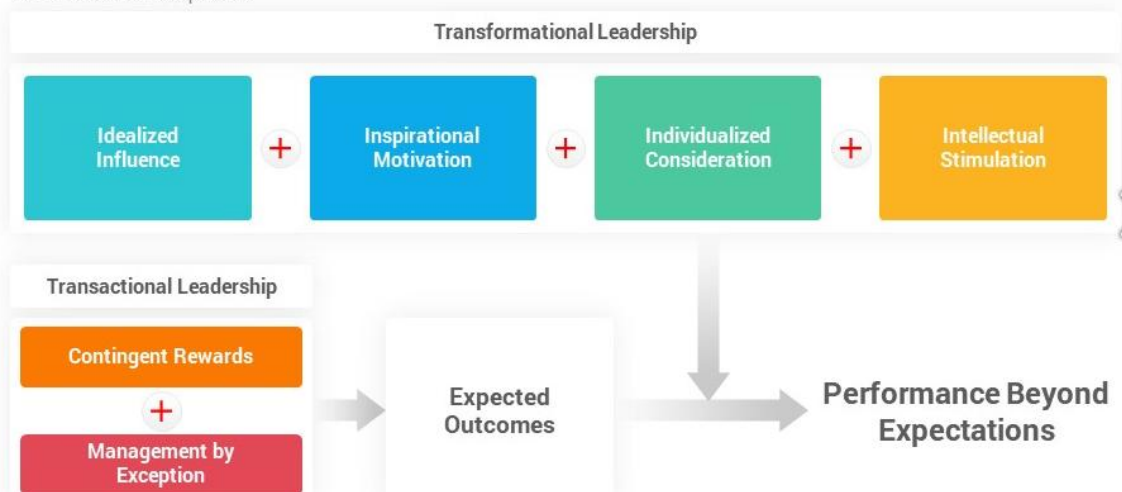 Transformational Leadership
Idealized
Influence
+
Inspirational
Motivation
+
Individualized
Consideration
+
Intellectual
Stimulation
Transactional Leadership
Contingent Rewards
+
Management by
Exception
Expected
Outcomes
Performance Beyond
Expectations